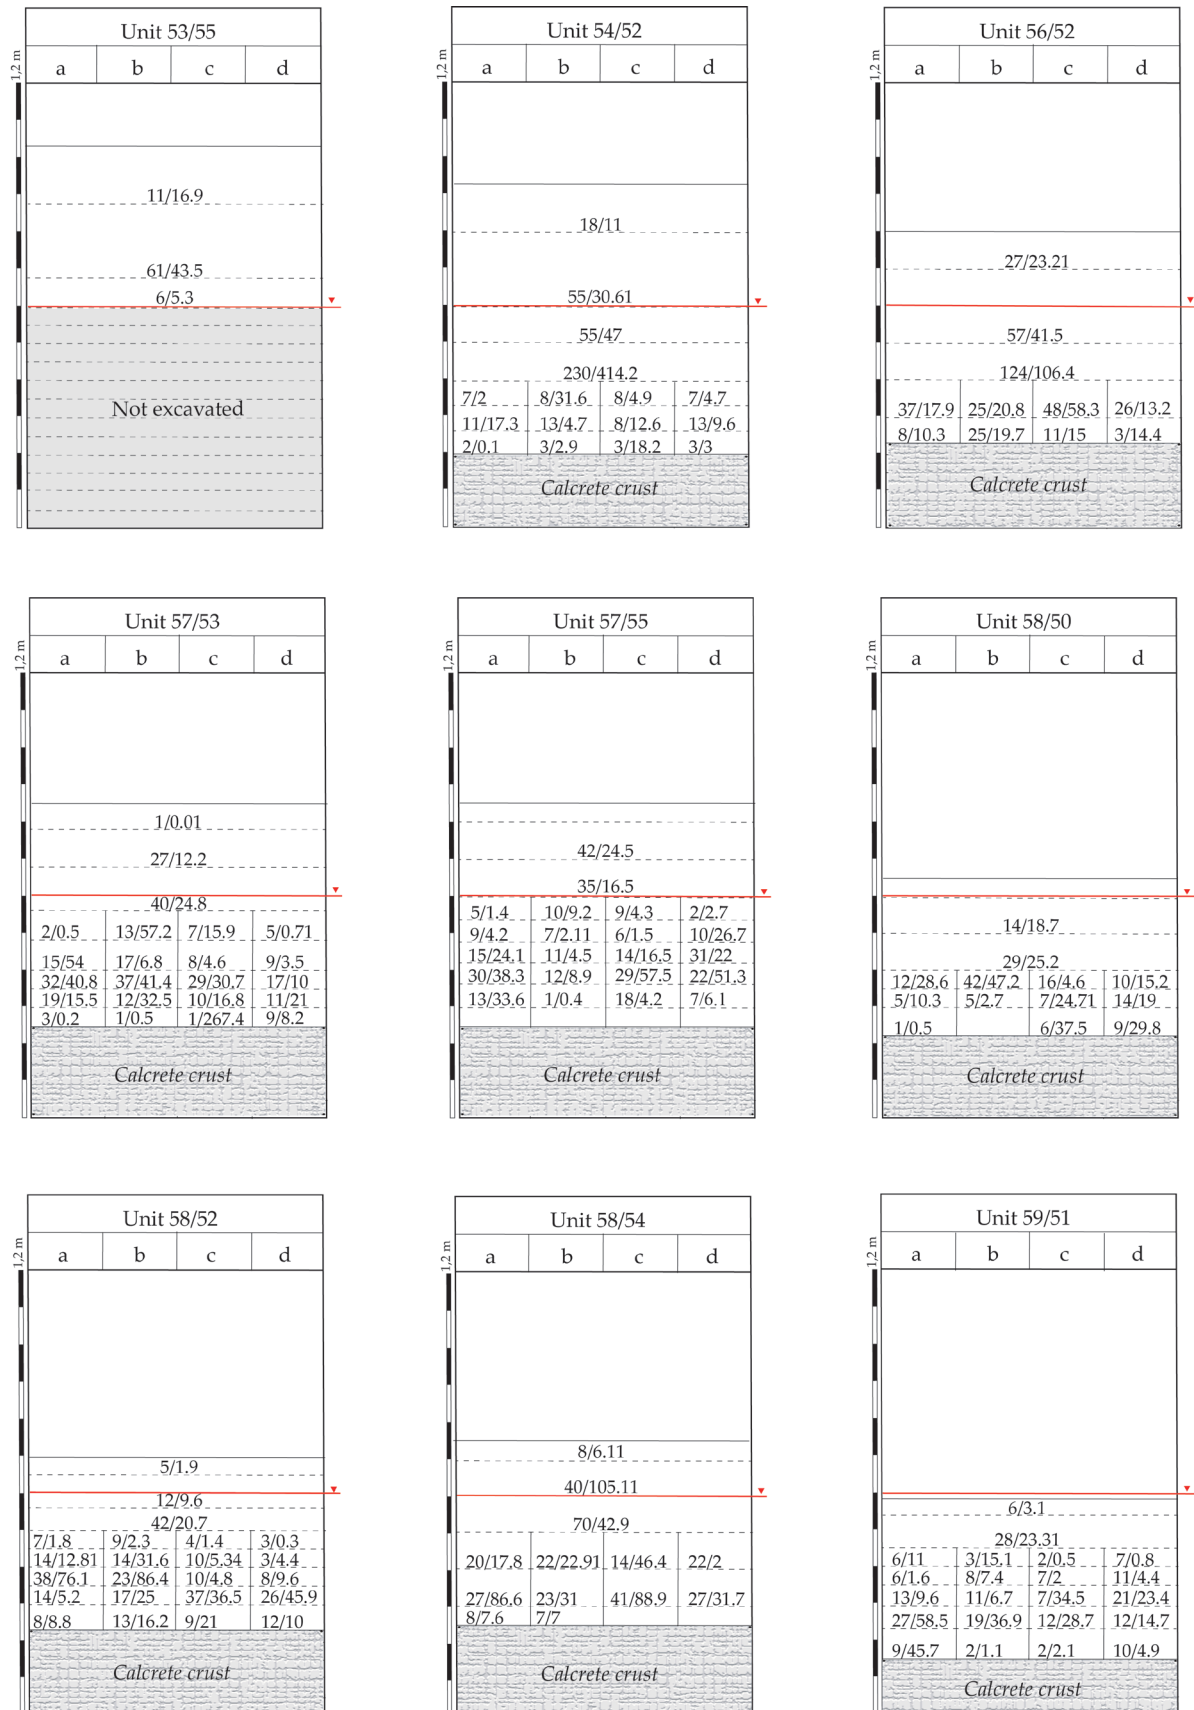 Unit 53/55
1,2 m
a b c d
11/16.9
61/43.5
6/5.3
Not excavated
Unit 54/52
1,2 m
a b c d
18/11
55/30.61
55/47
230/414.2
7/2 8/31.6 8/4.9 7/4.7
11/17.3 13/4.7 8/12.6 13/9.6
2/0.1 3/2.9 3/18.2 3/3
Calcrete crust
Unit 56/52
1,2 m
a b c d
27/23.21
57/41.5
124/106.4
37/17.9 25/20.8 48/58.3 26/13.2
8/10.3 25/19.7 11/15 3/14.4
Calcrete crust
Unit 57/53
1,2 m
a b c d
1/0.01
27/12.2
40/24.8
2/0.5 13/57.2 7/15.9 5/0.71
15/54 17/6.8 8/4.6 9/3.5
32/40.8 37/41.4 29/30.7 17/10
19/15.5 12/32.5 10/16.8 11/21
3/0.2 1/0.5 1/267.4 9/8.2
Calcrete crust
Unit 57/55
1,2 m
a b c d
42/24.5
35/16.5
5/1.4 10/9.2 9/4.3 2/2.7
9/4.2 7/2.11 6/1.5 10/26.7
15/24.1 11/4.5 14/16.5 31/22
30/38.3 12/8.9 29/57.5 22/51.3
13/33.6 1/0.4 18/4.2 7/6.1
Calcrete crust
Unit 58/50
1,2 m
a b c d
14/18.7
29/25.2
12/28.6 42/47.2 16/4.6 10/15.2
5/10.3 5/2.7 7/24.71 14/19
1/0.5 6/37.5 9/29.8
Calcrete crust
Unit 58/52
1,2 m
a b c d
5/1.9
12/9.6
42/20.7
7/1.8 9/2.3 4/1.4 3/0.3
14/12.81 14/31.6 10/5.34 3/4.4
38/76.1 23/86.4 10/4.8 8/9.6
14/5.2 17/25 37/36.5 26/45.9
8/8.8 13/16.2 9/21 12/10
Calcrete crust
Unit 58/54
1,2 m
a b c d
8/6.11
40/105.11
70/42.9
20/17.8 22/22.91 14/46.4 22/2
27/86.6 23/31 41/88.9 27/31.7
8/7.6 7/7
Calcrete crust
Unit 59/51
1,2 m
a b c d
6/3.1
28/23.31
6/11 3/15.1 2/0.5 7/0.8
6/1.6 8/7.4 7/2 11/4.4
13/9.6 11/6.7 7/34.5 21/23.4
27/58.5 19/36.9 12/28.7 12/14.7
9/45.7 2/1.1 2/2.1 10/4.9
Calcrete crust